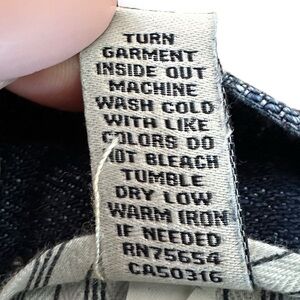 TURN
GARMENT
INSIDE OUT
MACHINE
WASH COLD
WITH LIKE
COLORS DO
NOT BLEACH
TUMBLE
DRY LOW
WARM IRON
IF NEEDED
RN75654
CA50316